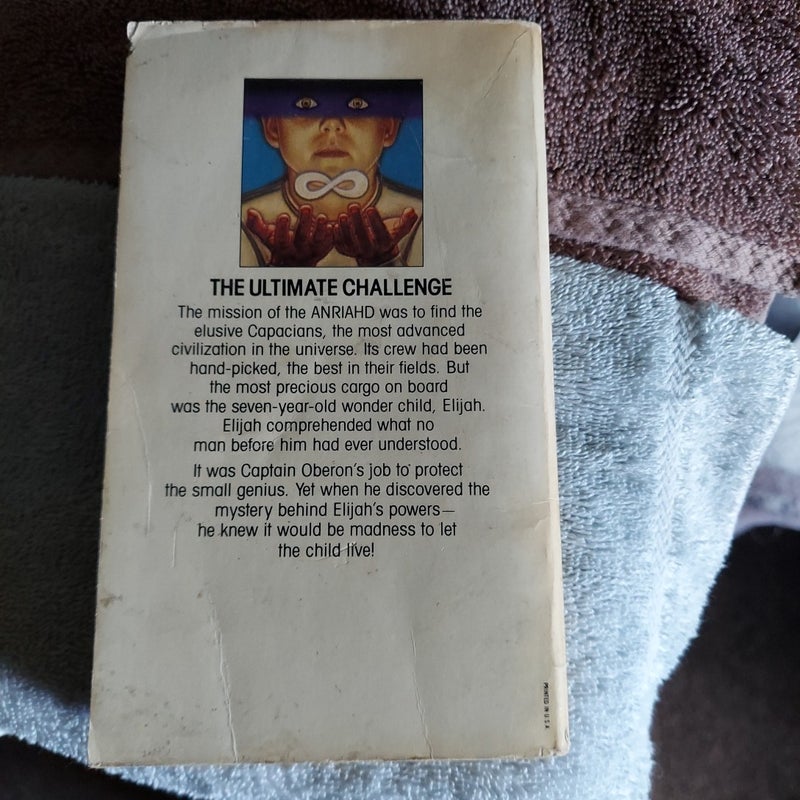 THE ULTIMATE CHALLENGE
The mission of the ANRIAHD was to find the
elusive Capacians, the most advanced
civilization in the universe. Its crew had been
hand-picked, the best in their fields. But
the most precious cargo on board
was the seven-year-old wonder child, Elijah.
Elijah comprehended what no
man before him had ever understood.
It was Captain Oberon's job to protect
the small genius. Yet when he discovered the
mystery behind Elijah's powers—
he knew it would be madness to let
the child live!
PRINTED IN U.S.A.